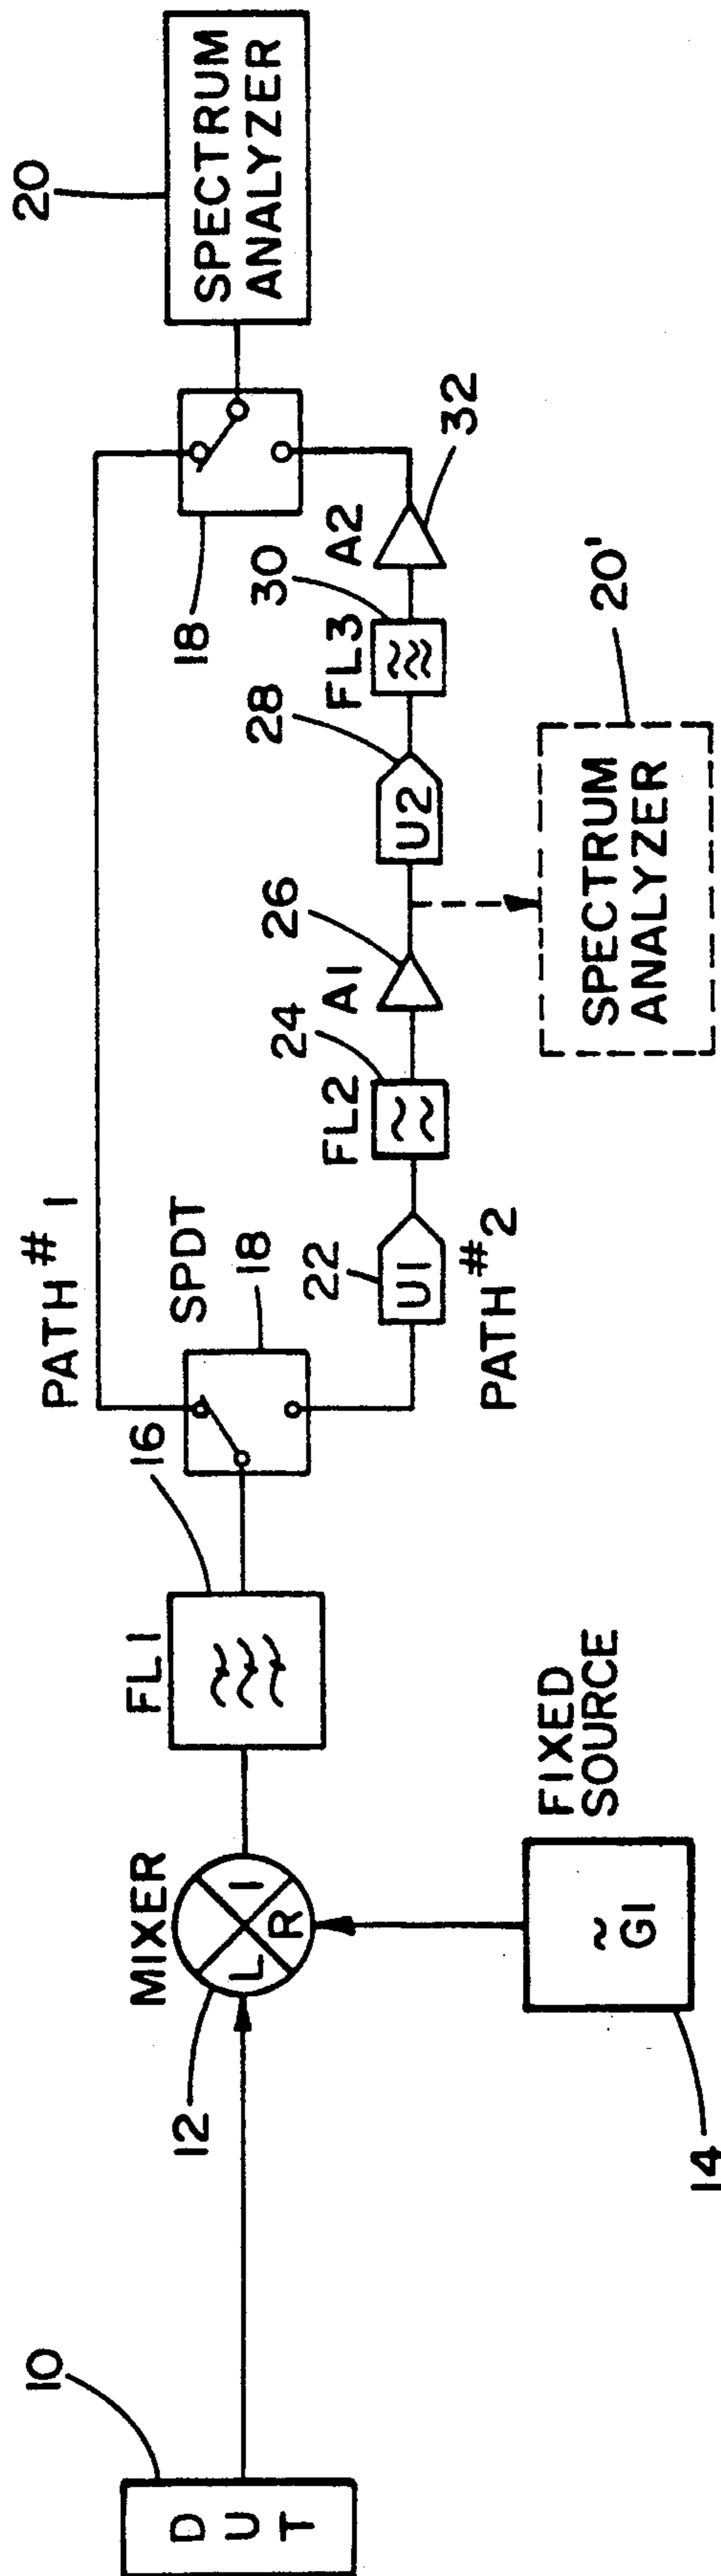 10
DUT
12
MIXER
L
R
I
14
~
G1
FIXED
SOURCE
FL1
16
SPDT
18
PATH #1
22
U1
PATH #2
FL2
24
A1
26
U2
28
FL3
30
A2
32
18
20
SPECTRUM
ANALYZER
20'
SPECTRUM
ANALYZER